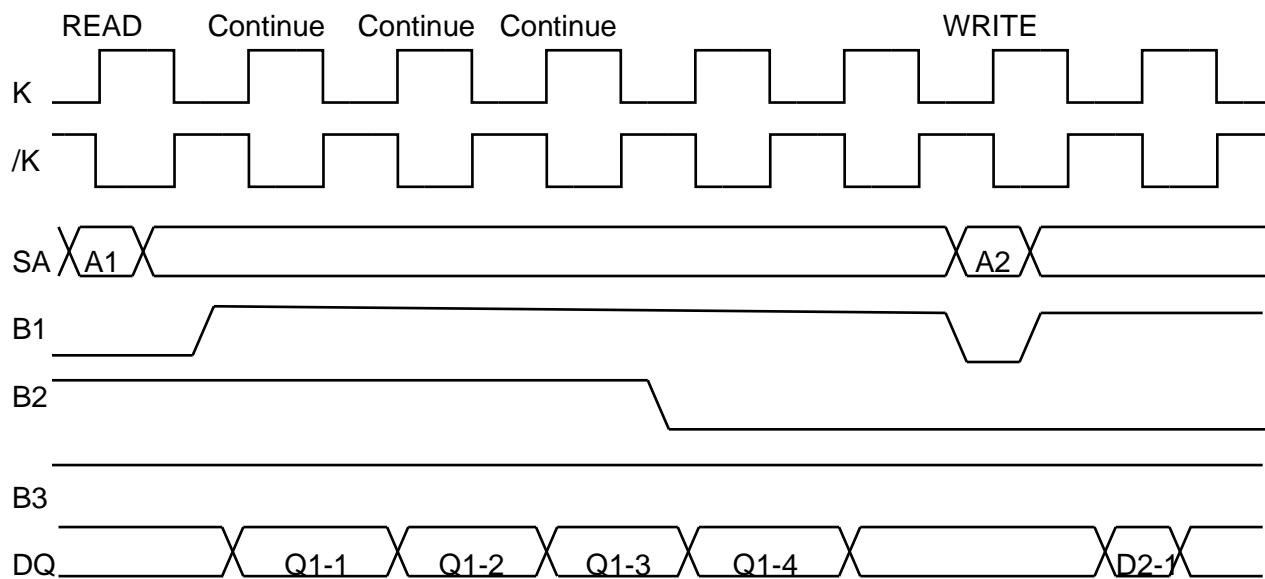 READ Continue Continue Continue WRITE
K
/K
SA A1 A2
B1
B2
B3
DQ Q1-1 Q1-2 Q1-3 Q1-4 D2-1